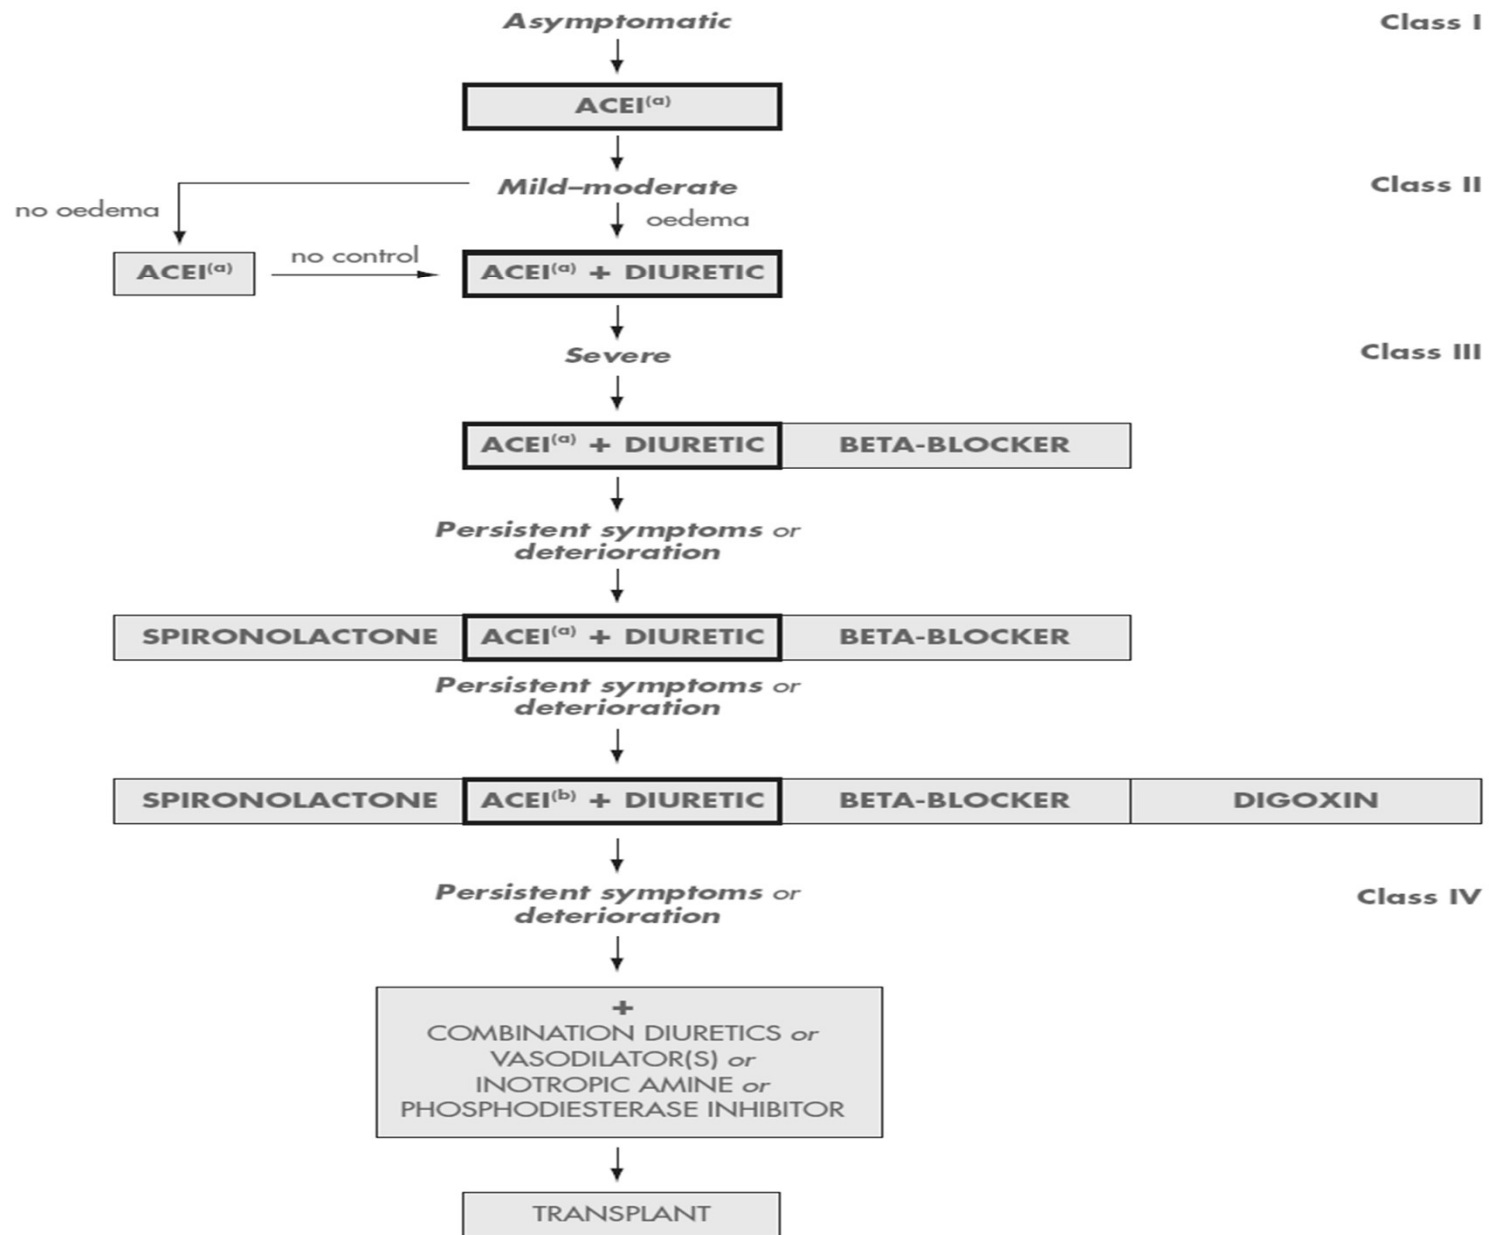 Asymptomatic
Class I
ACEI(a)
Mild–moderate
Class II
no oedema
oedema
ACEI(a)
no control
ACEI(a) + DIURETIC
Severe
Class III
ACEI(a) + DIURETIC
BETA-BLOCKER
Persistent symptoms or
deterioration
SPIRONOLACTONE
ACEI(a) + DIURETIC
BETA-BLOCKER
Persistent symptoms or
deterioration
SPIRONOLACTONE
ACEI(b) + DIURETIC
BETA-BLOCKER
DIGOXIN
Persistent symptoms or
deterioration
Class IV
+
COMBINATION DIURETICS or
VASODILATOR(S) or
INOTROPIC AMINE or
PHOSPHODIESTERASE INHIBITOR
TRANSPLANT